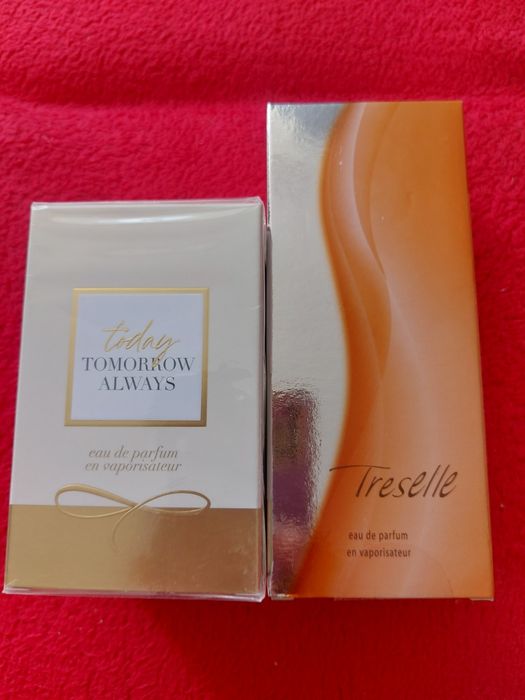 today
TOMORROW
ALWAYS
eau de parfum
en vaporisateur
Treselle
eau de parfum
en vaporisateur